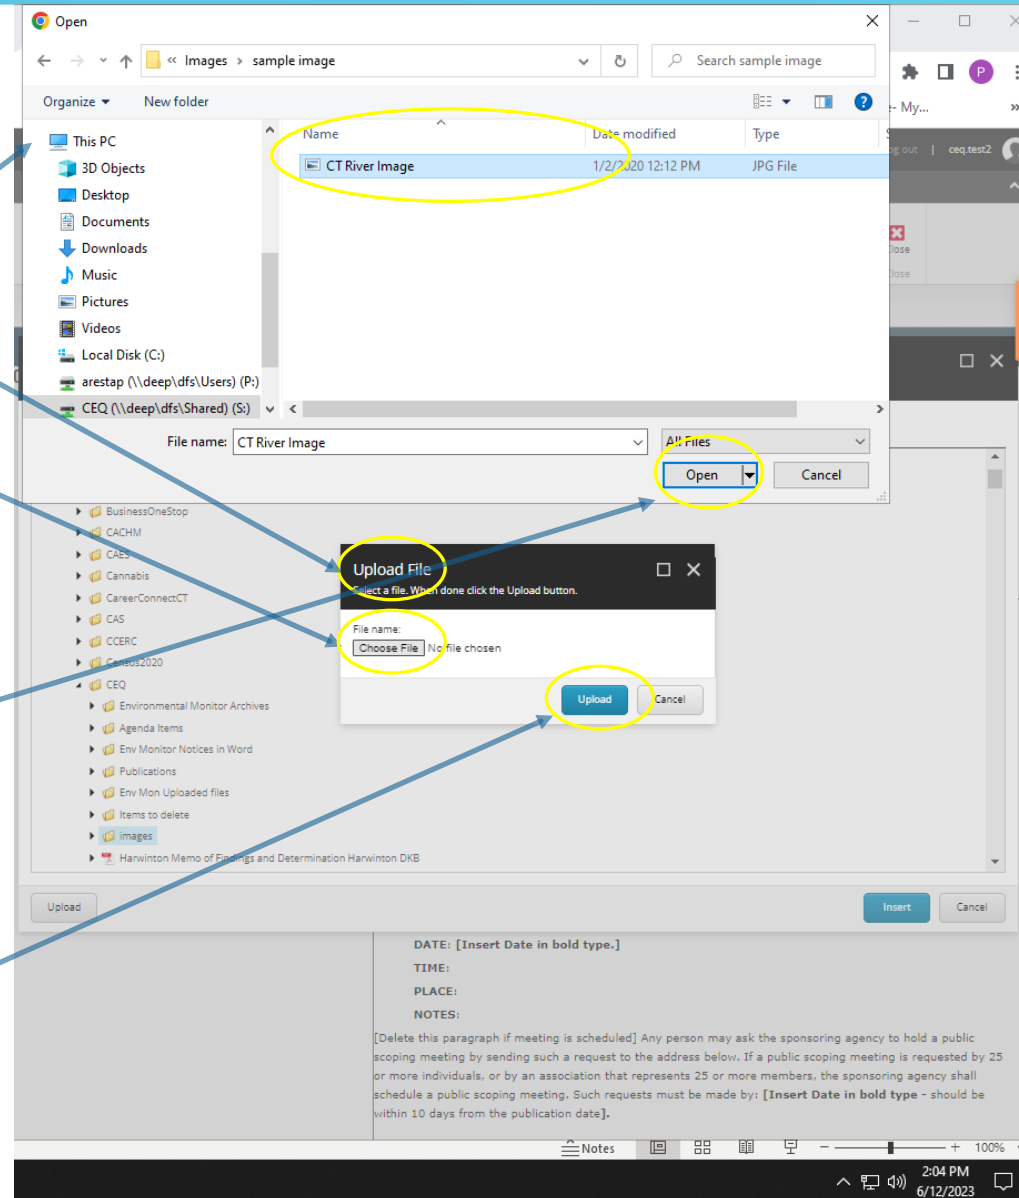 Open
« Images › sample image
Search sample image
Organize
New folder
- My...
This PC
3D Objects
Desktop
Documents
Downloads
Music
Pictures
Videos
Local Disk (C:)
arestap (\\deep\dfs\Users) (P:)
CEQ (\\deep\dfs\Shared) (S:)
Name
Date modified
Type
CT River Image
1/2/2020 12:12 PM
JPG File
og out | ceq.test2
P
File name:
CT River Image
All Files
Open
Cancel
BusinessOneStop
CACHM
CAES
Cannabis
CareerConnectCT
CAS
CCERC
Census2020
CEQ
Environmental Monitor Archives
Agenda Items
Env Monitor Notices in Word
Publications
Env Mon Uploaded files
Items to delete
images
Harwinton Memo of Findings and Determination Harwinton DKB
Upload File
Select a file. When done click the Upload button.
File name:
Choose File No file chosen
Upload
Cancel
Upload
Insert
Cancel
DATE: [Insert Date in bold type.]
TIME:
PLACE:
NOTES:
[Delete this paragraph if meeting is scheduled] Any person may ask the sponsoring agency to hold a public
scoping meeting by sending such a request to the address below. If a public scoping meeting is requested by 25
or more individuals, or by an association that represents 25 or more members, the sponsoring agency shall
schedule a public scoping meeting. Such requests must be made by: [Insert Date in bold type - should be
within 10 days from the publication date].
Notes
100%
2:04 PM
6/12/2023